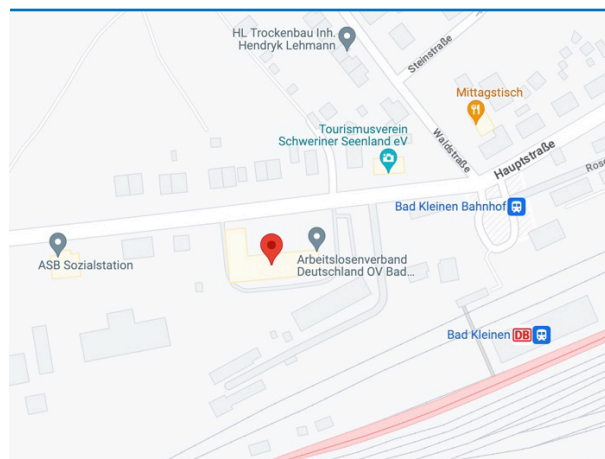 HL Trockenbau Inh.
Hendryk Lehmann
Steinstraße
Mittagstisch
Tourismusverein
Schweriner Seenland eV
Waldstraße
Hauptstraße
Rose
Bad Kleinen Bahnhof
ASB Sozialstation
Arbeitslosenverband
Deutschland OV Bad...
Bad Kleinen DB